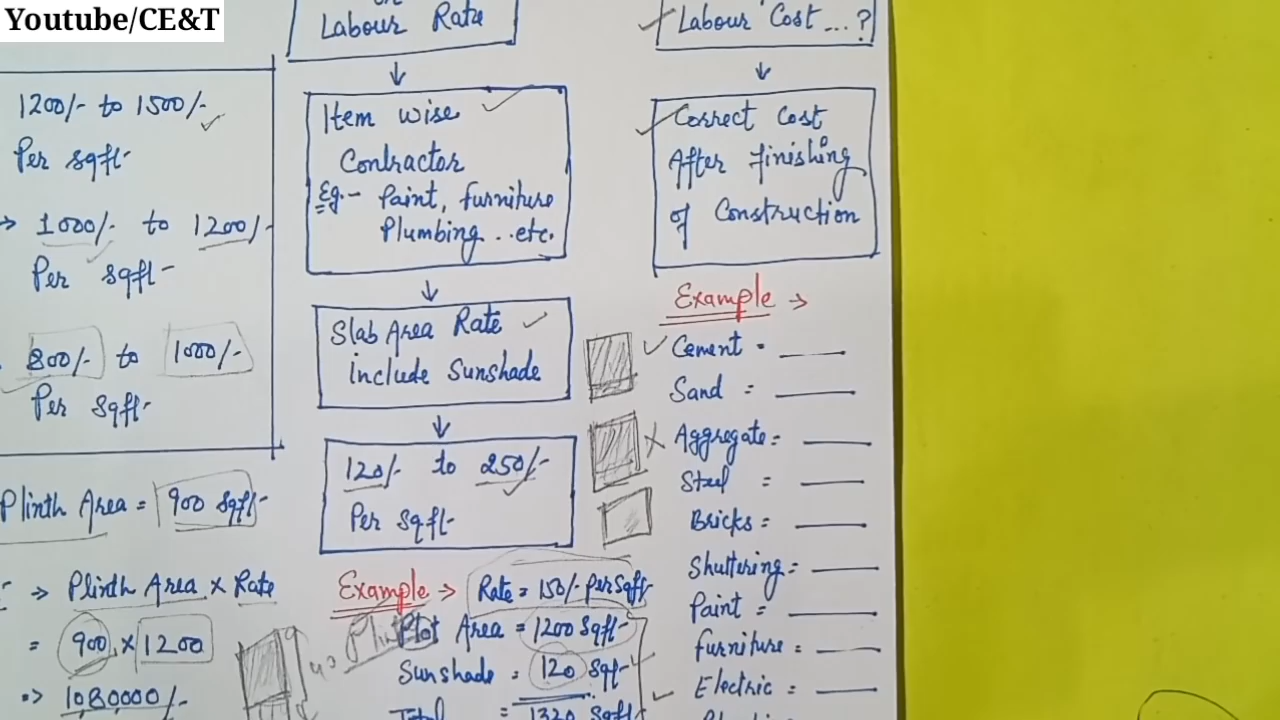 Youtube/CE&T
1200/- to 1500/-
Per sqft-
→ 1000/- to 1200/-
Per sqft-
800/- to 1000/-
Per Sqft-
Plinth Area = 900 Sqft-
→ Plinth Area x Rate
= 900 x 1200
=> 1080000/-
Labour Rate
Item wise
Contractor
Eg.- Paint, furniture
Plumbing ..etc.
Slab Area Rate
include Sunshade
120/- to 250/-
Per sqft-
Example → Rate = 150/- per Sqft-
Plot Area = 1200 Sqft-
Sunshade = 120 Sqft-
Total = 1320 Sqft
Labour Cost ...?
Correct Cost
After finishing
of Construction
Example →
Cement =
Sand =
Aggregate =
Steel =
Bricks =
Shuttering =
Paint =
furniture =
Electric =